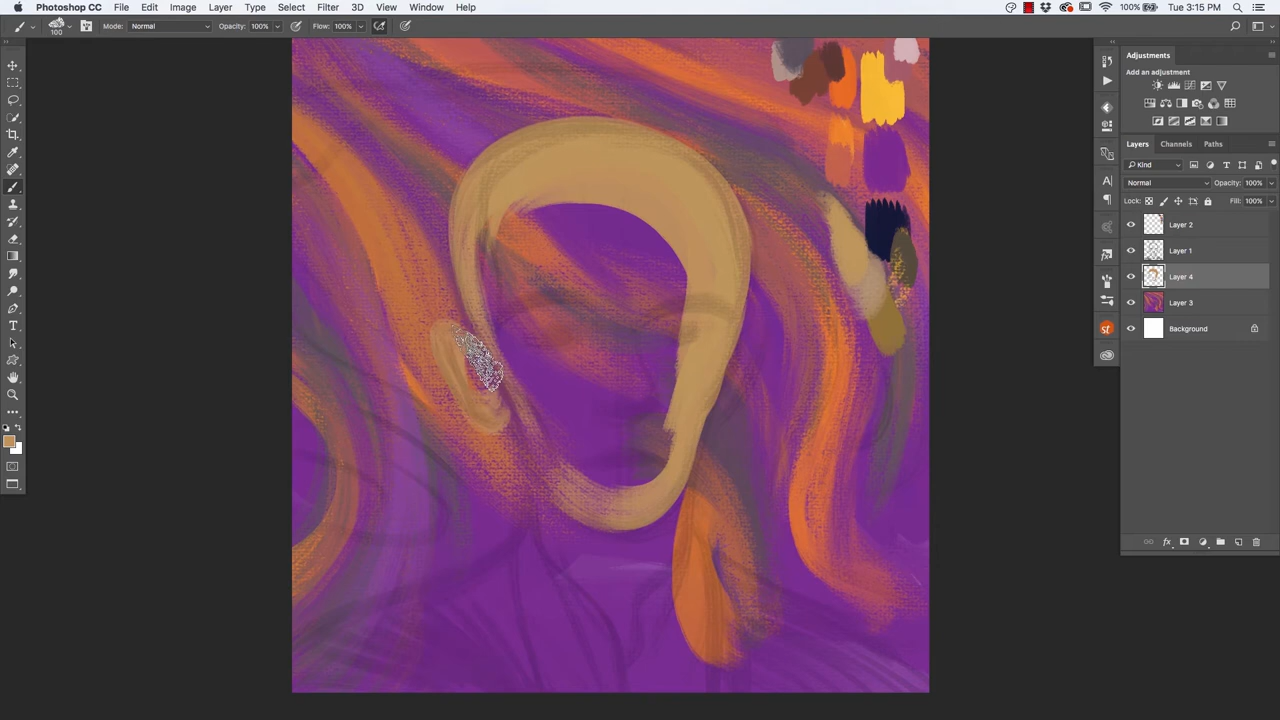 Photoshop CC File Edit Image Layer Type Select Filter 3D View Window Help 100% Tue 3:15 PM
100 Mode: Normal Opacity: 100% Flow: 100%
Adjustments
Add an adjustment
Layers Channels Paths
Kind
Normal Opacity: 100%
Lock: Fill: 100%
Layer 2
Layer 1
Layer 4
Layer 3
Background
st